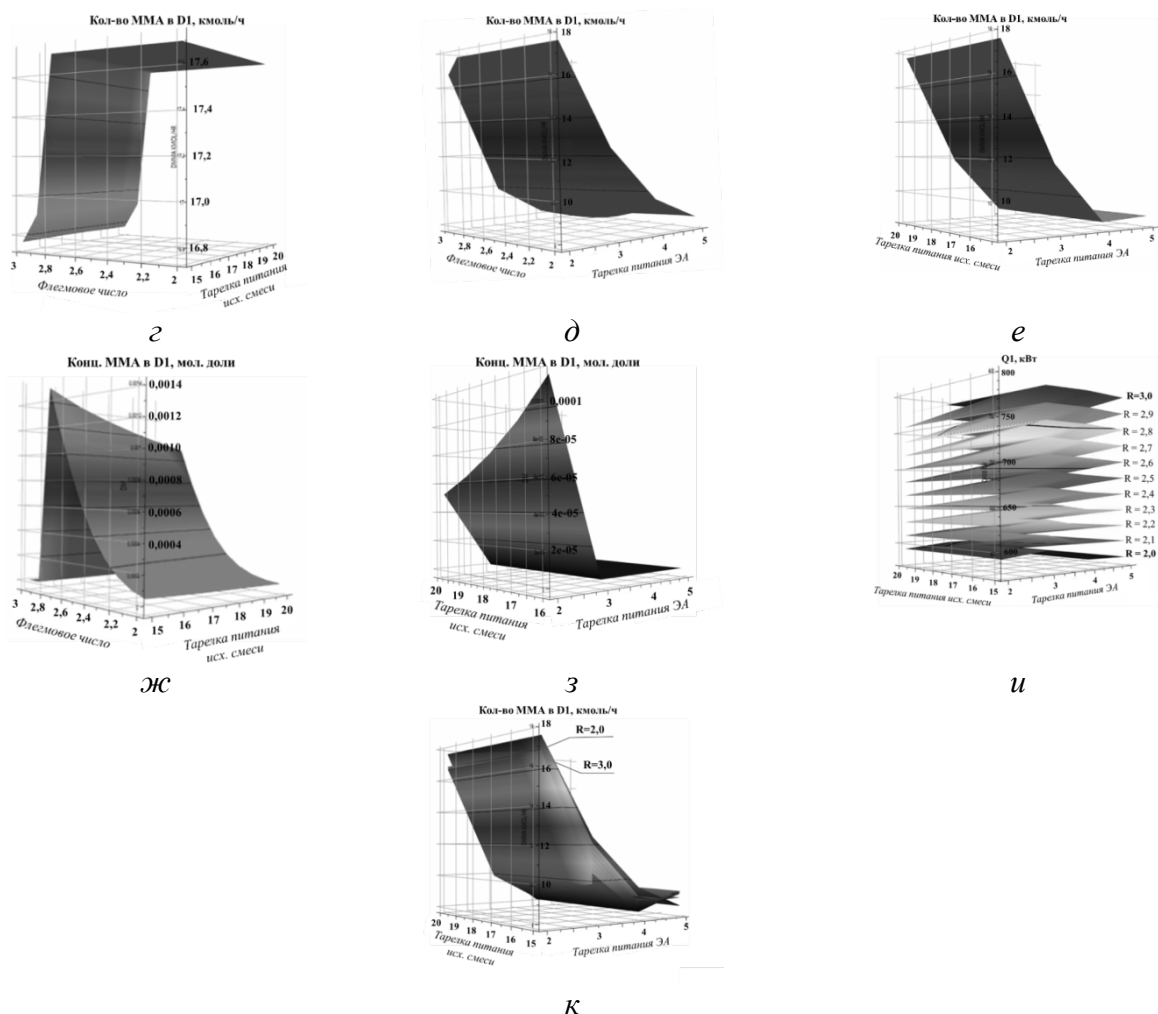 Кол-во ММА в D1, кмоль/ч
17,6
17,4
17,2
17,0
16,8
3 2,8 2,6 2,4 2,2 2
15 16 17 18 19 20
Флегмовое число
Тарелка питания
исх. смеси
г
Кол-во ММА в D1, кмоль/ч
18
16
14
12
10
3 2,8 2,6 2,4 2,2 2
2 3 4 5
Флегмовое число
Тарелка питания ЭА
д
Кол-во ММА в D1, кмоль/ч
18
16
14
12
10
20 19 18 17 16
2 3 4 5
Тарелка питания исх. смеси
Тарелка питания ЭА
е
Конц. ММА в D1, мол. доли
0,0014
0,0012
0,0010
0,0008
0,0006
0,0004
3 2,8 2,6 2,4 2,2 2
15 16 17 18 19 20
Флегмовое число
Тарелка питания
исх. смеси
ж
Конц. ММА в D1, мол. доли
0,0001
8e-05
6e-05
4e-05
2e-05
20 19 18 17 16
2 3 4 5
Тарелка питания
исх. смеси
Тарелка питания ЭА
з
Q1, кВт
800
750
700
650
600
R=3,0
R = 2,9
R = 2,8
R = 2,7
R = 2,6
R = 2,5
R = 2,4
R = 2,3
R = 2,2
R = 2,1
R = 2,0
20 19 18 17 16 15
2 3 4 5
Тарелка питания исх. смеси
Тарелка питания ЭА
и
Кол-во ММА в D1, кмоль/ч
18
R=2,0
16
R=3,0
14
12
10
20 19 18 17 16 15
2 3 4 5
Тарелка питания
исх. смеси
Тарелка питания ЭА
к